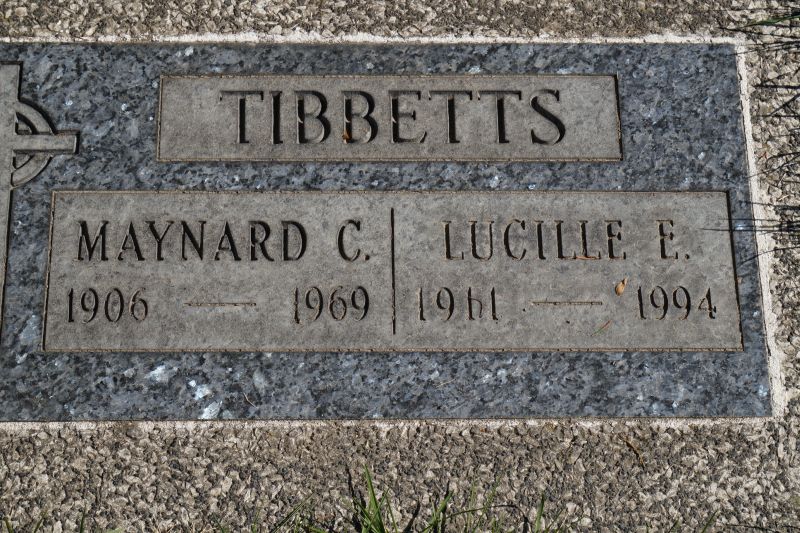 TIBBETTS
MAYNARD C. LUCILLE E.
1906 — 1969 1911 — 1994